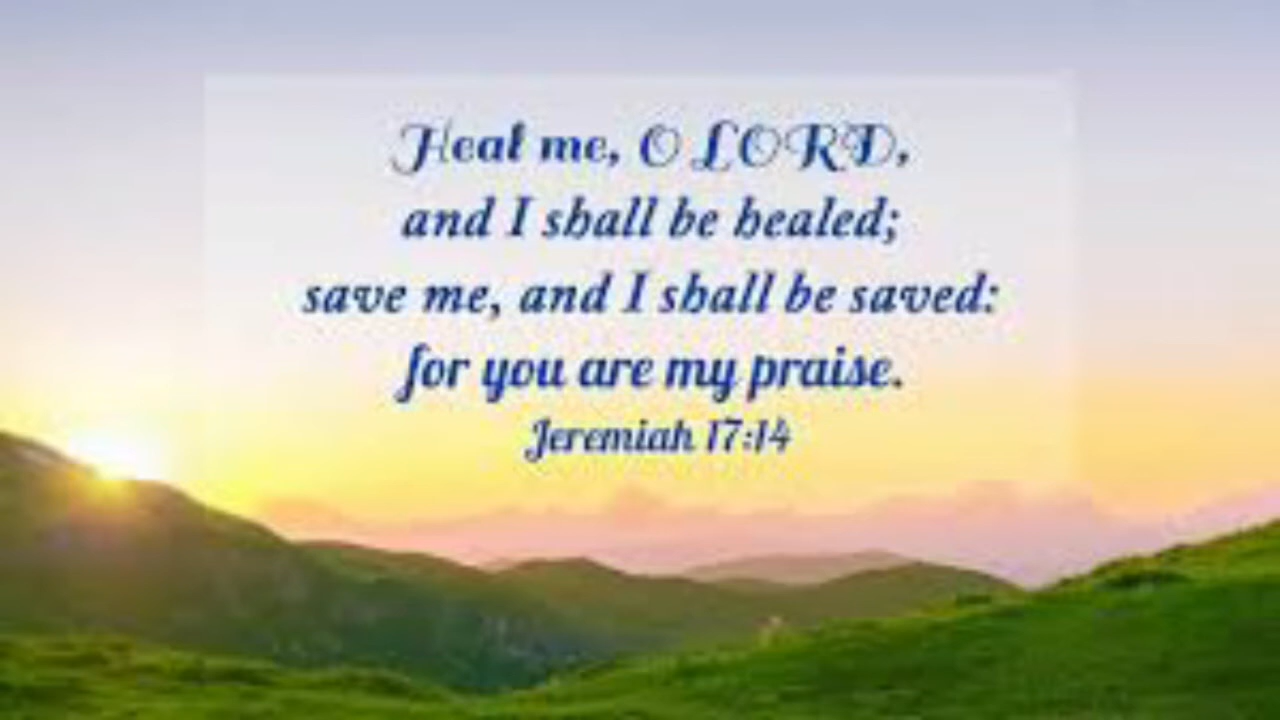 Heal me, O LORD,
and I shall be healed;
save me, and I shall be saved:
for you are my praise.
Jeremiah 17:14